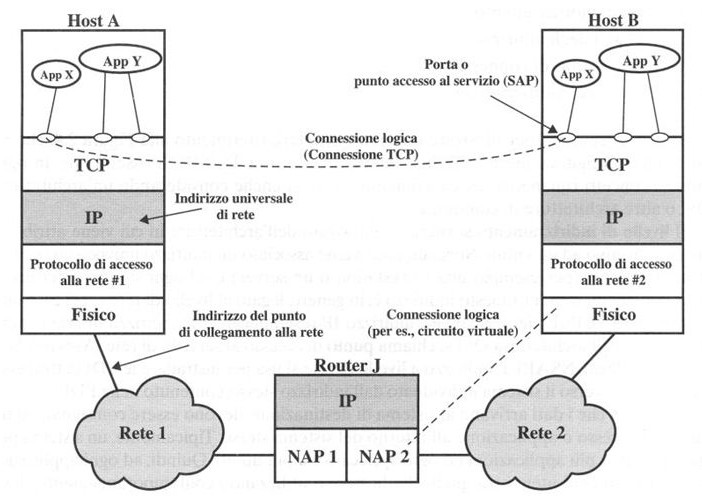 Host A
Host B
App X
App Y
Porta o
punto accesso al servizio (SAP)
App X
App Y
Connessione logica
(Connessione TCP)
TCP
TCP
IP
Indirizzo universale
di rete
IP
Protocollo di accesso
alla rete #1
Protocollo di accesso
alla rete #2
Fisico
Indirizzo del punto
di collegamento alla rete
Connessione logica
(per es., circuito virtuale)
Fisico
Router J
IP
Rete 1
NAP 1
NAP 2
Rete 2